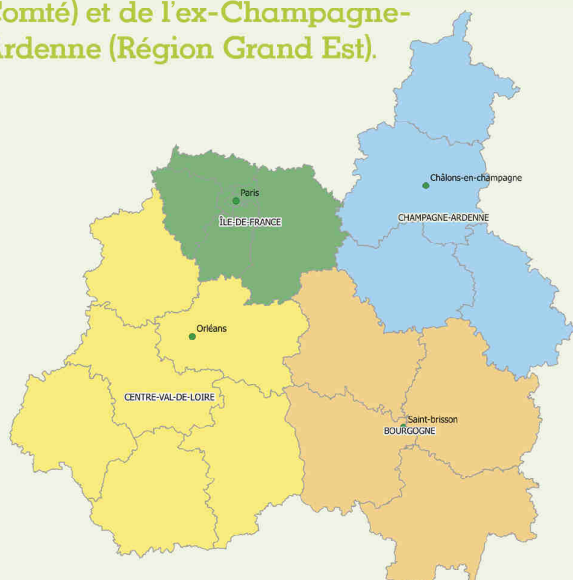 Comté) et de l'ex-Champagne-
Ardenne (Région Grand Est).
Paris
ÎLE-DE-FRANCE
Châlons-en-champagne
CHAMPAGNE-ARDENNE
Orléans
CENTRE-VAL-DE-LOIRE
Saint-brisson
BOURGOGNE